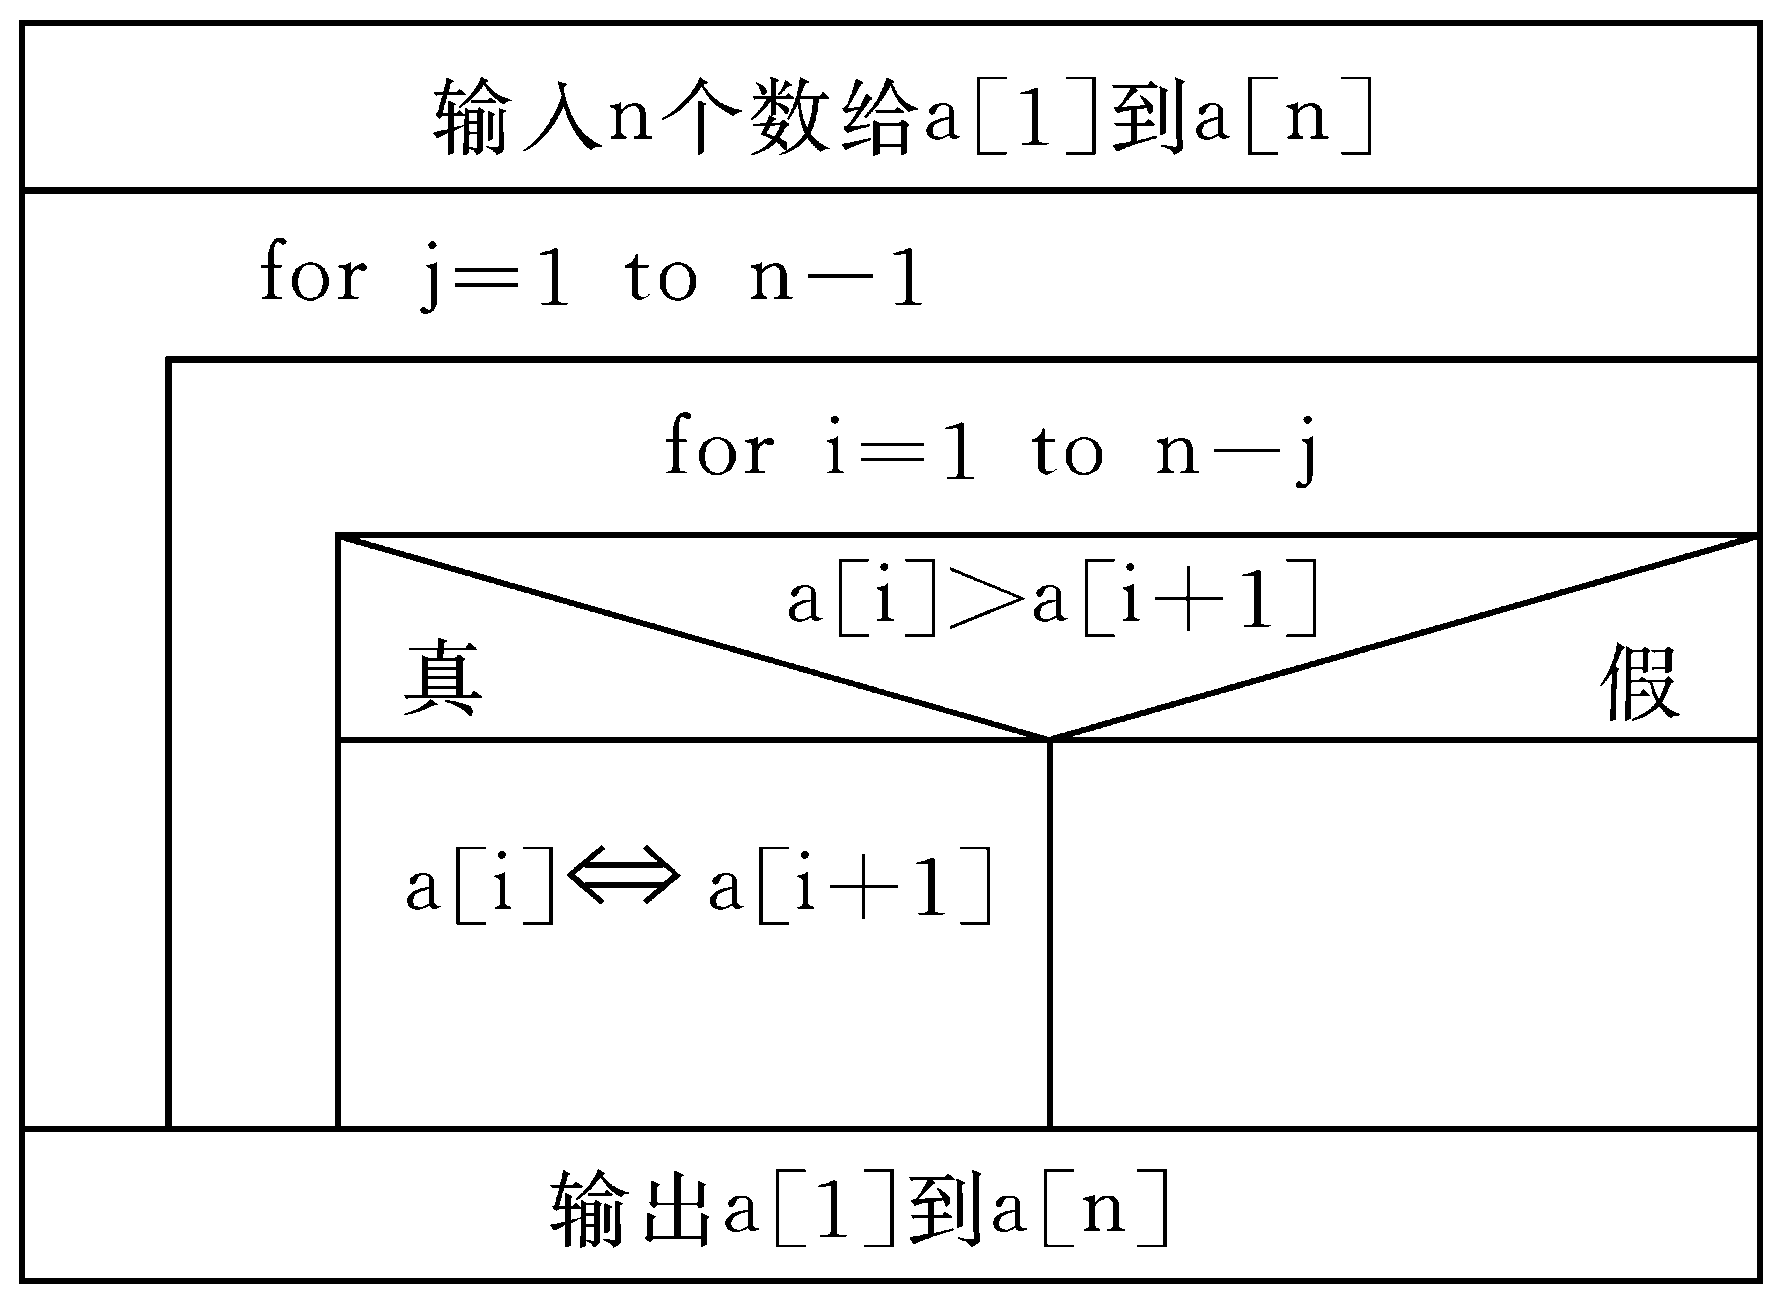 输入n个数给a[1]到a[n]
for j=1 to n-1
for i=1 to n-j
a[i]>a[i+1]
真
假
a[i]⇔a[i+1]
输出a[1]到a[n]